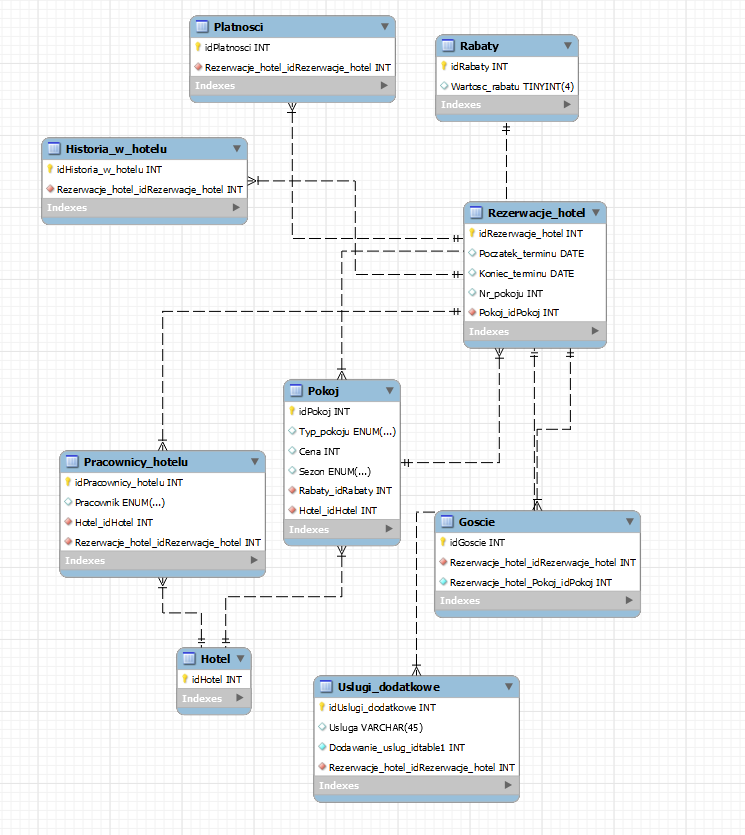 Platnosci
idPlatnosci INT
Rezerwacje_hotel_idRezerwacje_hotel INT
Indexes
Rabaty
idRabaty INT
Wartosc_rabatu TINYINT(4)
Indexes
Historia_w_hotelu
idHistoria_w_hotelu INT
Rezerwacje_hotel_idRezerwacje_hotel INT
Indexes
Rezerwacje_hotel
idRezerwacje_hotel INT
Poczatek_terminu DATE
Koniec_terminu DATE
Nr_pokoju INT
Pokoj_idPokoj INT
Indexes
Pokoj
idPokoj INT
Typ_pokoju ENUM(...)
Cena INT
Sezon ENUM(...)
Rabaty_idRabaty INT
Hotel_idHotel INT
Indexes
Pracownicy_hotelu
idPracownicy_hotelu INT
Pracownik ENUM(...)
Hotel_idHotel INT
Rezerwacje_hotel_idRezerwacje_hotel INT
Indexes
Goscie
idGoscie INT
Rezerwacje_hotel_idRezerwacje_hotel INT
Rezerwacje_hotel_Pokoj_idPokoj INT
Indexes
Hotel
idHotel INT
Indexes
Uslugi_dodatkowe
idUslugi_dodatkowe INT
Usluga VARCHAR(45)
Dodawanie_uslug_idtable1 INT
Rezerwacje_hotel_idRezerwacje_hotel INT
Indexes